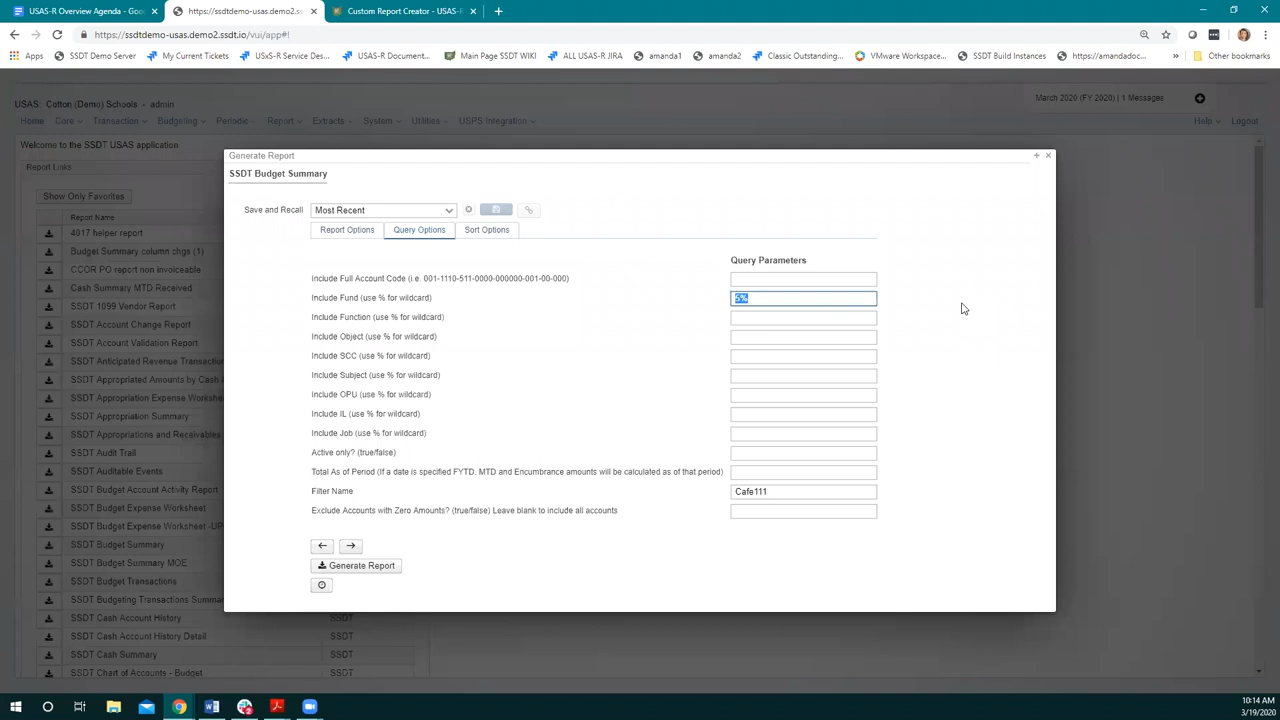 USAS-R Overview Agenda - Goo
https://ssdtdemo-usas.demo2.ssdt.io
Custom Report Creator - USAS-R
https://ssdtdemo-usas.demo2.ssdt.io/vui/app#!
Apps
SSDT Demo Server
My Current Tickets
USxS-R Service Des...
USAS-R Document...
Main Page SSDT WIKI
ALL USAS-R JIRA
amanda1
amanda2
Classic Outstanding...
VMware Workspace...
SSDT Build Instances
https://amandadoc...
»
Other bookmarks
USAS: Cotton (Demo) Schools - admin
March 2020 (FY 2020) | 1 Messages
Home Core Transaction Budgeting Periodic Report Extracts System Utilities USPS Integration
Help Logout
Welcome to the SSDT USAS application
Report Links
Show Only Favorites
Report Name
4017 helper report
Budget Summary column chgs (1)
CCOR PO report non invoiceable
Cash Summary MTD Received
SSDT 1099 Vendor Report
SSDT Account Change Report
SSDT Account Validation Report
SSDT Anticipated Revenue Transaction
SSDT Appropriated Amounts by Cash A
SSDT Appropriation Expense Workshee
SSDT Appropriation Summary
SSDT Appropriations and Receivables
SSDT Audit Trail
SSDT Auditable Events
SSDT Budget Account Activity Report
SSDT Budget Expense Worksheet
SSDT Budget Expense Worksheet -UP
SSDT Budget Summary
SSDT Budget Summary MOE
SSDT Budget Transactions
SSDT Budgeting Transactions Summa
SSDT Cash Account History SSDT
SSDT Cash Account History Detail SSDT
SSDT Cash Summary SSDT
SSDT Chart of Accounts - Budget SSDT
Generate Report
SSDT Budget Summary
Save and Recall Most Recent
Report Options Query Options Sort Options
Query Parameters
Include Full Account Code (i.e. 001-1110-511-0000-000000-001-00-000)
Include Fund (use % for wildcard) 5%
Include Function (use % for wildcard)
Include Object (use % for wildcard)
Include SCC (use % for wildcard)
Include Subject (use % for wildcard)
Include OPU (use % for wildcard)
Include IL (use % for wildcard)
Include Job (use % for wildcard)
Active only? (true/false)
Total As of Period (If a date is specified FYTD, MTD and Encumbrance amounts will be calculated as of that period)
Filter Name Cafe111
Exclude Accounts with Zero Amounts? (true/false) Leave blank to include all accounts
Generate Report
10:14 AM
3/19/2020